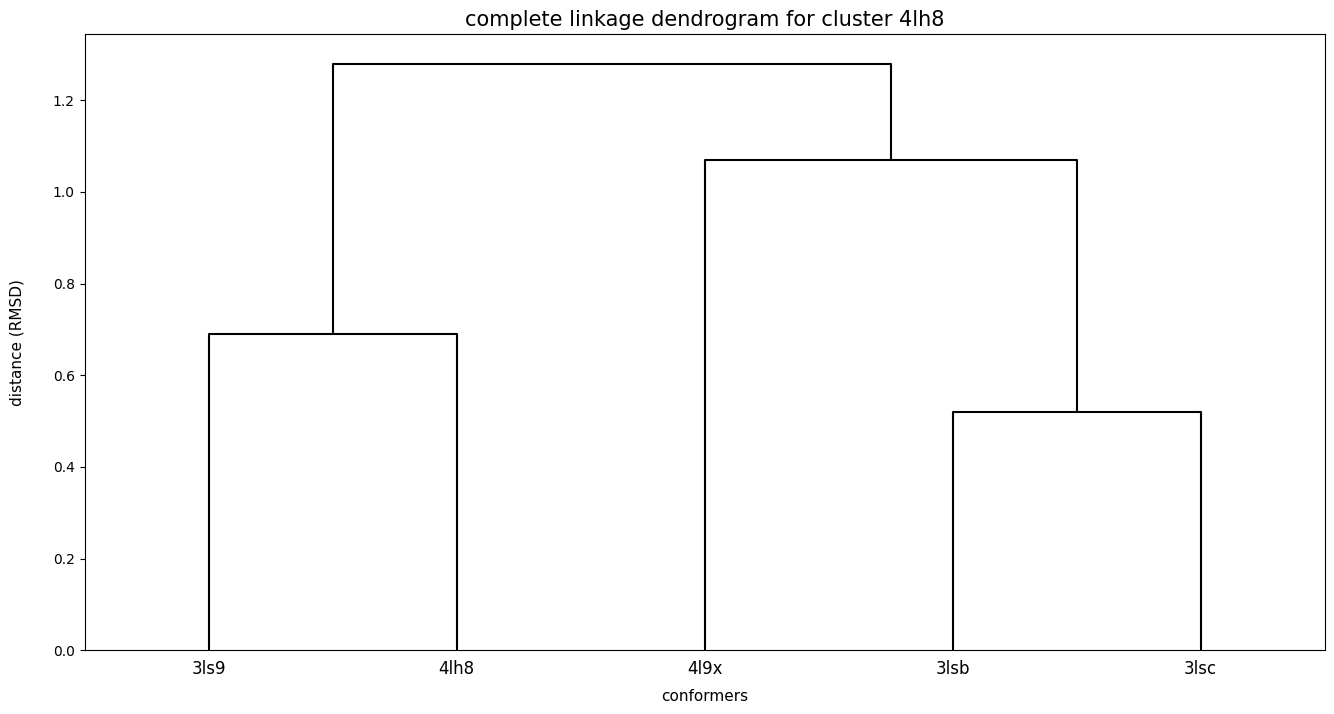 complete linkage dendrogram for cluster 4lh8
1.2
1.0
0.8
0.6
0.4
0.2
0.0
distance (RMSD)
3ls9 4lh8 4l9x 3lsb 3lsc
conformers